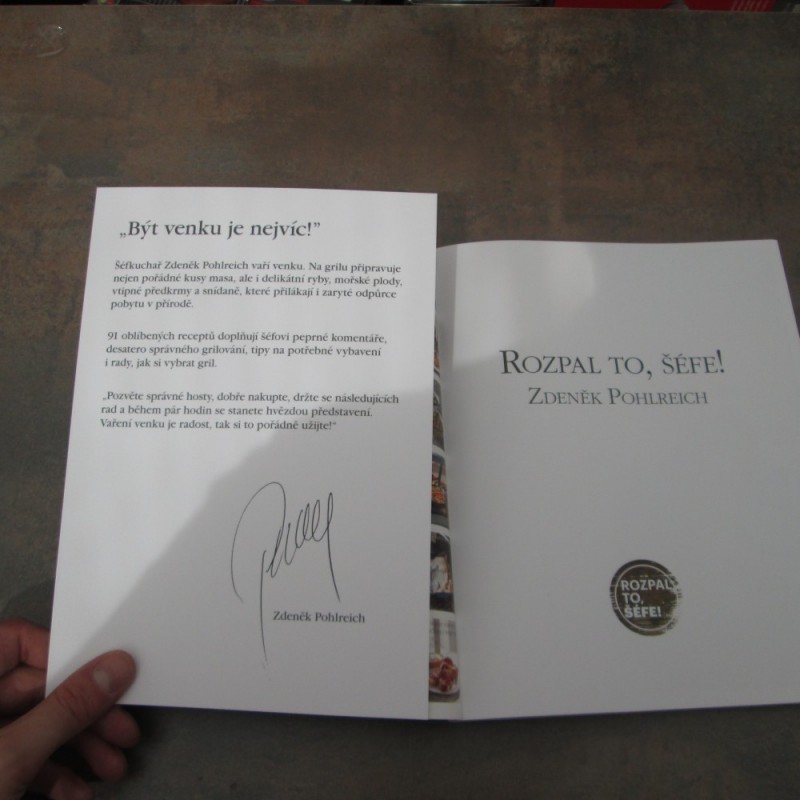 „Být venku je nejvíc!”
Šéfkuchař Zdeněk Pohlreich vaří venku. Na grilu připravuje
nejen pořádné kusy masa, ale i delikátní ryby, mořské plody,
vtipné předkrmy a snídaně, které přilákají i zaryté odpůrce
pobytu v přírodě.
91 oblíbených receptů doplňují šéfovi peprné komentáře,
desatero správného grilování, tipy na potřebné vybavení
i rady, jak si vybrat gril.
„Pozvěte správné hosty, dobře nakupte, držte se následujících
rad a během pár hodin se stanete hvězdou představení.
Vaření venku je radost, tak si to pořádně užijte!“
Zdeněk Pohlreich
ROZPAL TO, ŠÉFE!
ZDENĚK POHLREICH
ROZPAL
TO,
ŠÉFE!